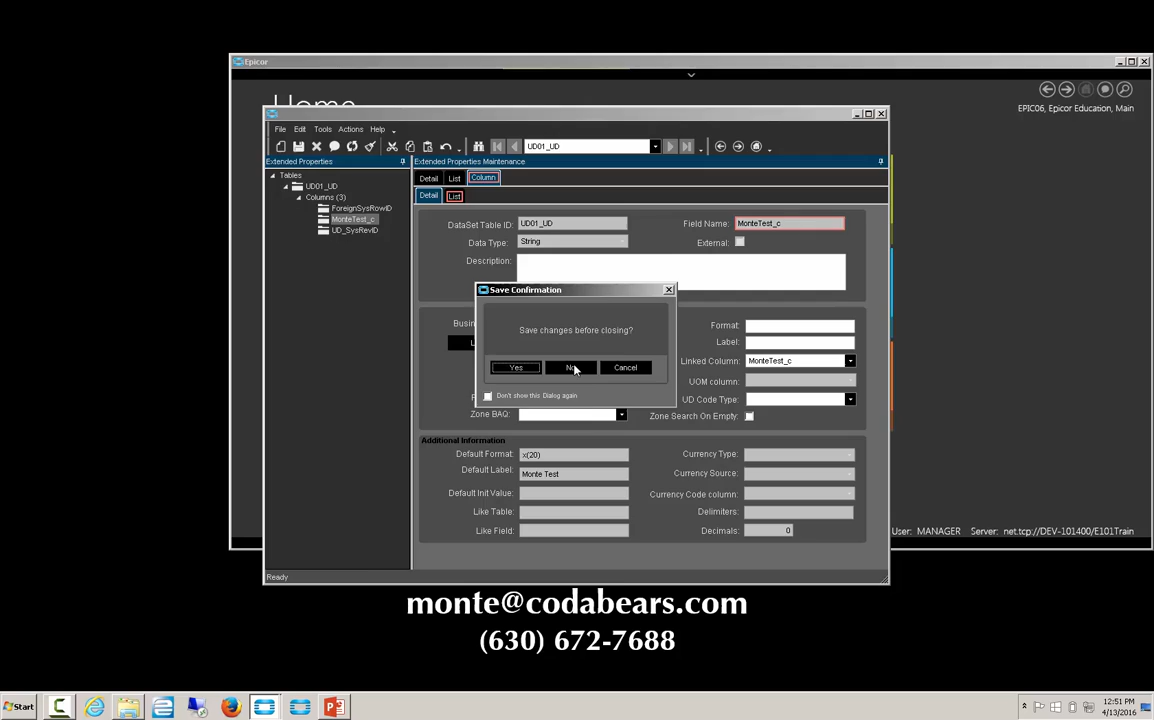 Epicor
Home
EPIC06, Epicor Education, Main
File Edit Tools Actions Help
UD01_UD
Extended Properties
Extended Properties Maintenance
Tables
UD01_UD
Columns (3)
ForeignSysRowID
MonteTest_c
UD_SysRevID
Detail List Column
Detail List
DataSet Table ID: UD01_UD
Field Name: MonteTest_c
Data Type: String
External:
Description:
Save Confirmation
Save changes before closing?
Yes No Cancel
Don't show this Dialog again
Busin
Format:
Label:
Linked Column: MonteTest_c
UOM column:
UD Code Type:
Zone BAQ:
Zone Search On Empty:
Additional Information
Default Format: x(20)
Currency Type:
Default Label: Monte Test
Currency Source:
Default Init Value:
Currency Code column:
Like Table:
Delimiters:
Like Field:
Decimals: 0
User: MANAGER Server: net.tcp://DEV-101400/E101Train
Ready
monte@codabears.com
(630) 672-7688
Start
12:51 PM
4/13/2016